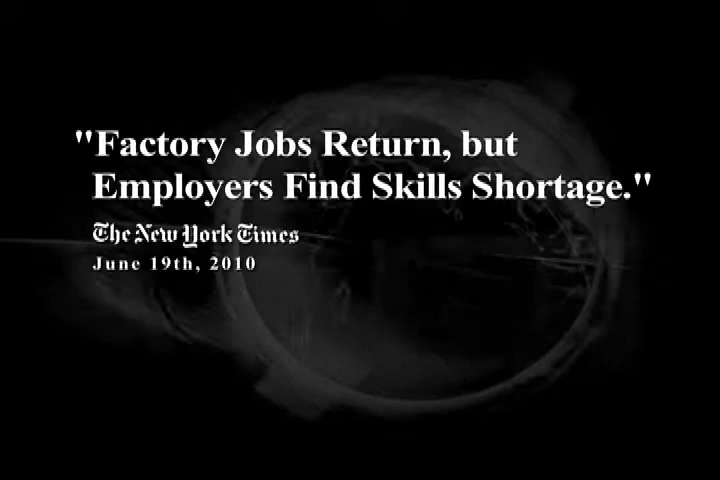 "Factory Jobs Return, but
Employers Find Skills Shortage."
The New York Times
June 19th, 2010